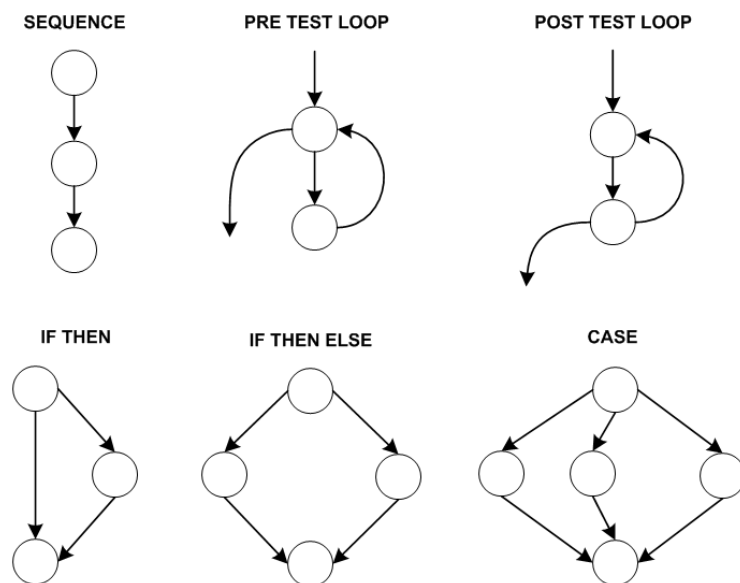 SEQUENCE
PRE TEST LOOP
POST TEST LOOP
IF THEN
IF THEN ELSE
CASE